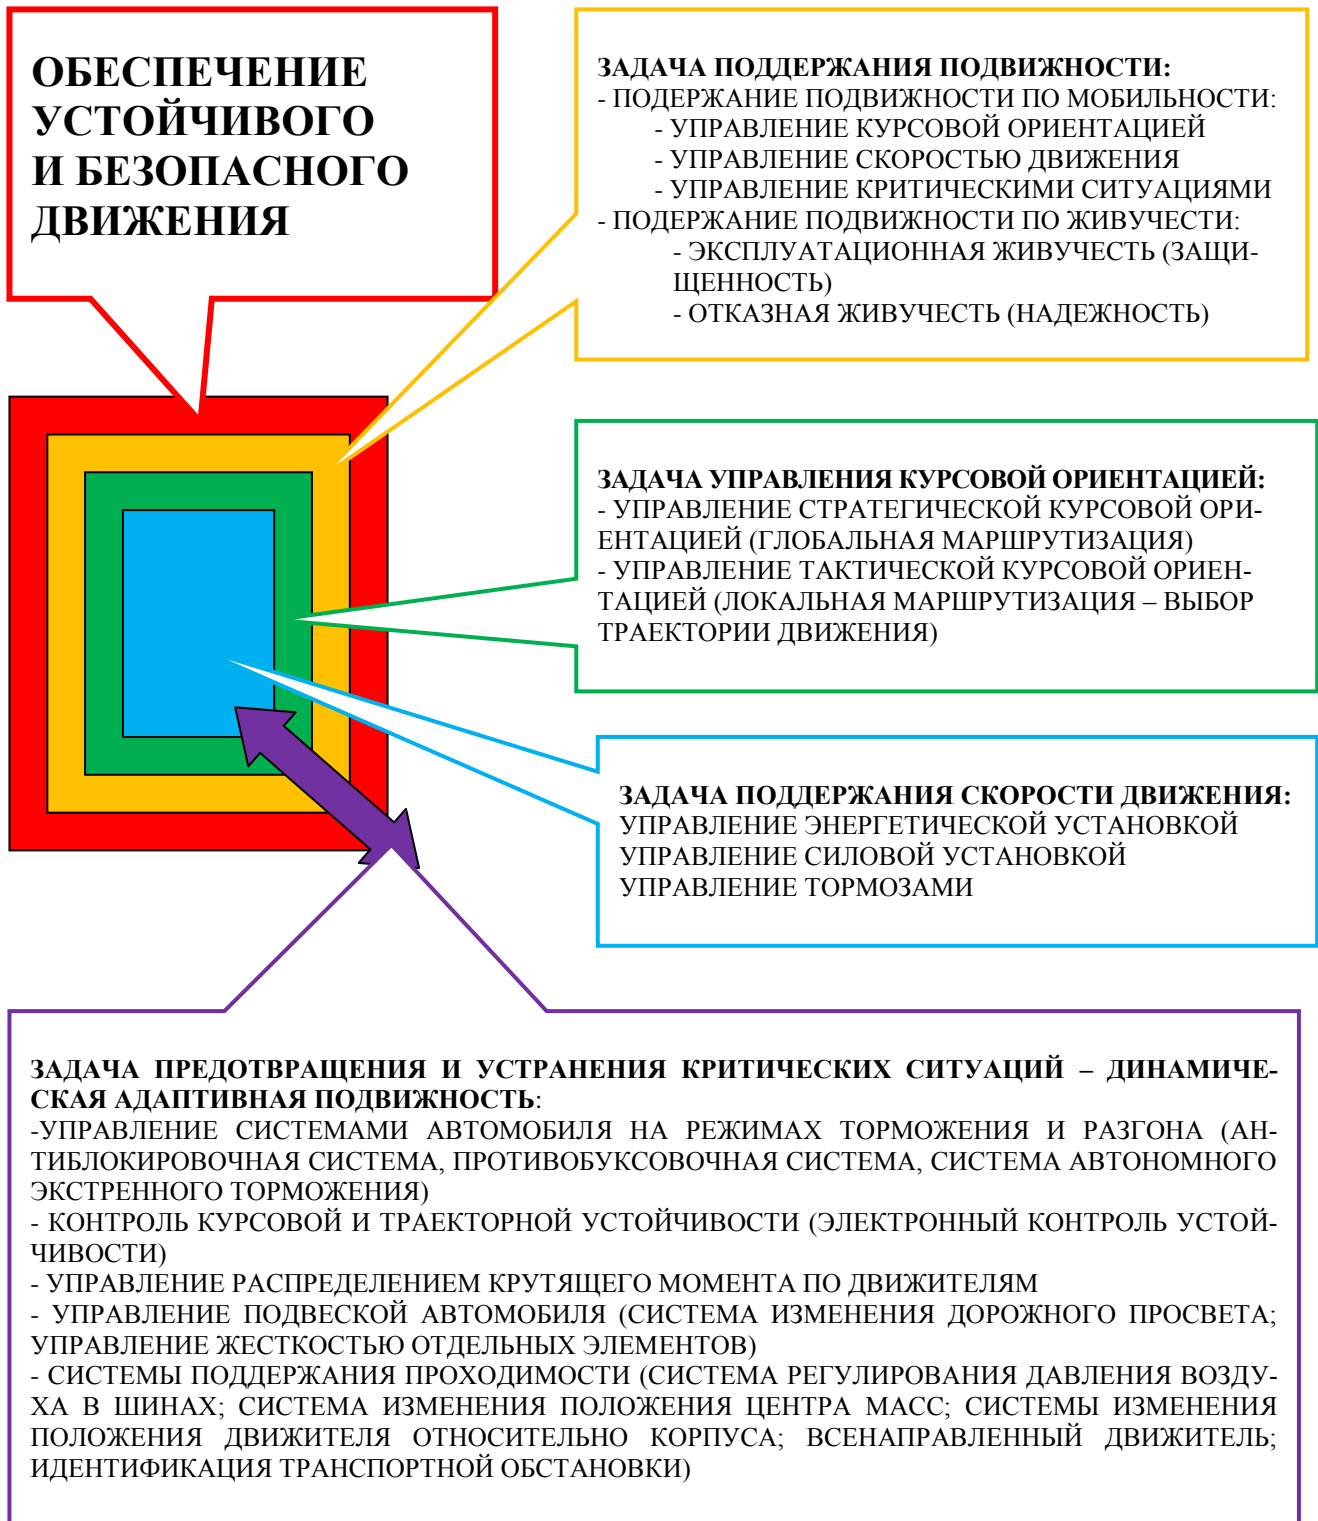 ОБЕСПЕЧЕНИЕ
УСТОЙЧИВОГО
И БЕЗОПАСНОГО
ДВИЖЕНИЯ
ЗАДАЧА ПОДДЕРЖАНИЯ ПОДВИЖНОСТИ:
- ПОДЕРЖАНИЕ ПОДВИЖНОСТИ ПО МОБИЛЬНОСТИ:
- УПРАВЛЕНИЕ КУРСОВОЙ ОРИЕНТАЦИЕЙ
- УПРАВЛЕНИЕ СКОРОСТЬЮ ДВИЖЕНИЯ
- УПРАВЛЕНИЕ КРИТИЧЕСКИМИ СИТУАЦИЯМИ
- ПОДЕРЖАНИЕ ПОДВИЖНОСТИ ПО ЖИВУЧЕСТИ:
- ЭКСПЛУАТАЦИОННАЯ ЖИВУЧЕСТЬ (ЗАЩИ-
ЩЕННОСТЬ)
- ОТКАЗНАЯ ЖИВУЧЕСТЬ (НАДЕЖНОСТЬ)
ЗАДАЧА УПРАВЛЕНИЯ КУРСОВОЙ ОРИЕНТАЦИЕЙ:
- УПРАВЛЕНИЕ СТРАТЕГИЧЕСКОЙ КУРСОВОЙ ОРИ-
ЕНТАЦИЕЙ (ГЛОБАЛЬНАЯ МАРШРУТИЗАЦИЯ)
- УПРАВЛЕНИЕ ТАКТИЧЕСКОЙ КУРСОВОЙ ОРИЕН-
ТАЦИЕЙ (ЛОКАЛЬНАЯ МАРШРУТИЗАЦИЯ – ВЫБОР
ТРАЕКТОРИИ ДВИЖЕНИЯ)
ЗАДАЧА ПОДДЕРЖАНИЯ СКОРОСТИ ДВИЖЕНИЯ:
УПРАВЛЕНИЕ ЭНЕРГЕТИЧЕСКОЙ УСТАНОВКОЙ
УПРАВЛЕНИЕ СИЛОВОЙ УСТАНОВКОЙ
УПРАВЛЕНИЕ ТОРМОЗАМИ
ЗАДАЧА ПРЕДОТВРАЩЕНИЯ И УСТРАНЕНИЯ КРИТИЧЕСКИХ СИТУАЦИЙ – ДИНАМИЧЕ-
СКАЯ АДАПТИВНАЯ ПОДВИЖНОСТЬ:
-УПРАВЛЕНИЕ СИСТЕМАМИ АВТОМОБИЛЯ НА РЕЖИМАХ ТОРМОЖЕНИЯ И РАЗГОНА (АН-
ТИБЛОКИРОВОЧНАЯ СИСТЕМА, ПРОТИВОБУКСОВОЧНАЯ СИСТЕМА, СИСТЕМА АВТОНОМНОГО
ЭКСТРЕННОГО ТОРМОЖЕНИЯ)
- КОНТРОЛЬ КУРСОВОЙ И ТРАЕКТОРНОЙ УСТОЙЧИВОСТИ (ЭЛЕКТРОННЫЙ КОНТРОЛЬ УСТОЙ-
ЧИВОСТИ)
- УПРАВЛЕНИЕ РАСПРЕДЕЛЕНИЕМ КРУТЯЩЕГО МОМЕНТА ПО ДВИЖИТЕЛЯМ
- УПРАВЛЕНИЕ ПОДВЕСКОЙ АВТОМОБИЛЯ (СИСТЕМА ИЗМЕНЕНИЯ ДОРОЖНОГО ПРОСВЕТА;
УПРАВЛЕНИЕ ЖЕСТКОСТЬЮ ОТДЕЛЬНЫХ ЭЛЕМЕНТОВ)
- СИСТЕМЫ ПОДДЕРЖАНИЯ ПРОХОДИМОСТИ (СИСТЕМА РЕГУЛИРОВАНИЯ ДАВЛЕНИЯ ВОЗДУ-
ХА В ШИНАХ; СИСТЕМА ИЗМЕНЕНИЯ ПОЛОЖЕНИЯ ЦЕНТРА МАСС; СИСТЕМЫ ИЗМЕНЕНИЯ
ПОЛОЖЕНИЯ ДВИЖИТЕЛЯ ОТНОСИТЕЛЬНО КОРПУСА; ВСЕНАПРАВЛЕННЫЙ ДВИЖИТЕЛЬ;
ИДЕНТИФИКАЦИЯ ТРАНСПОРТНОЙ ОБСТАНОВКИ)